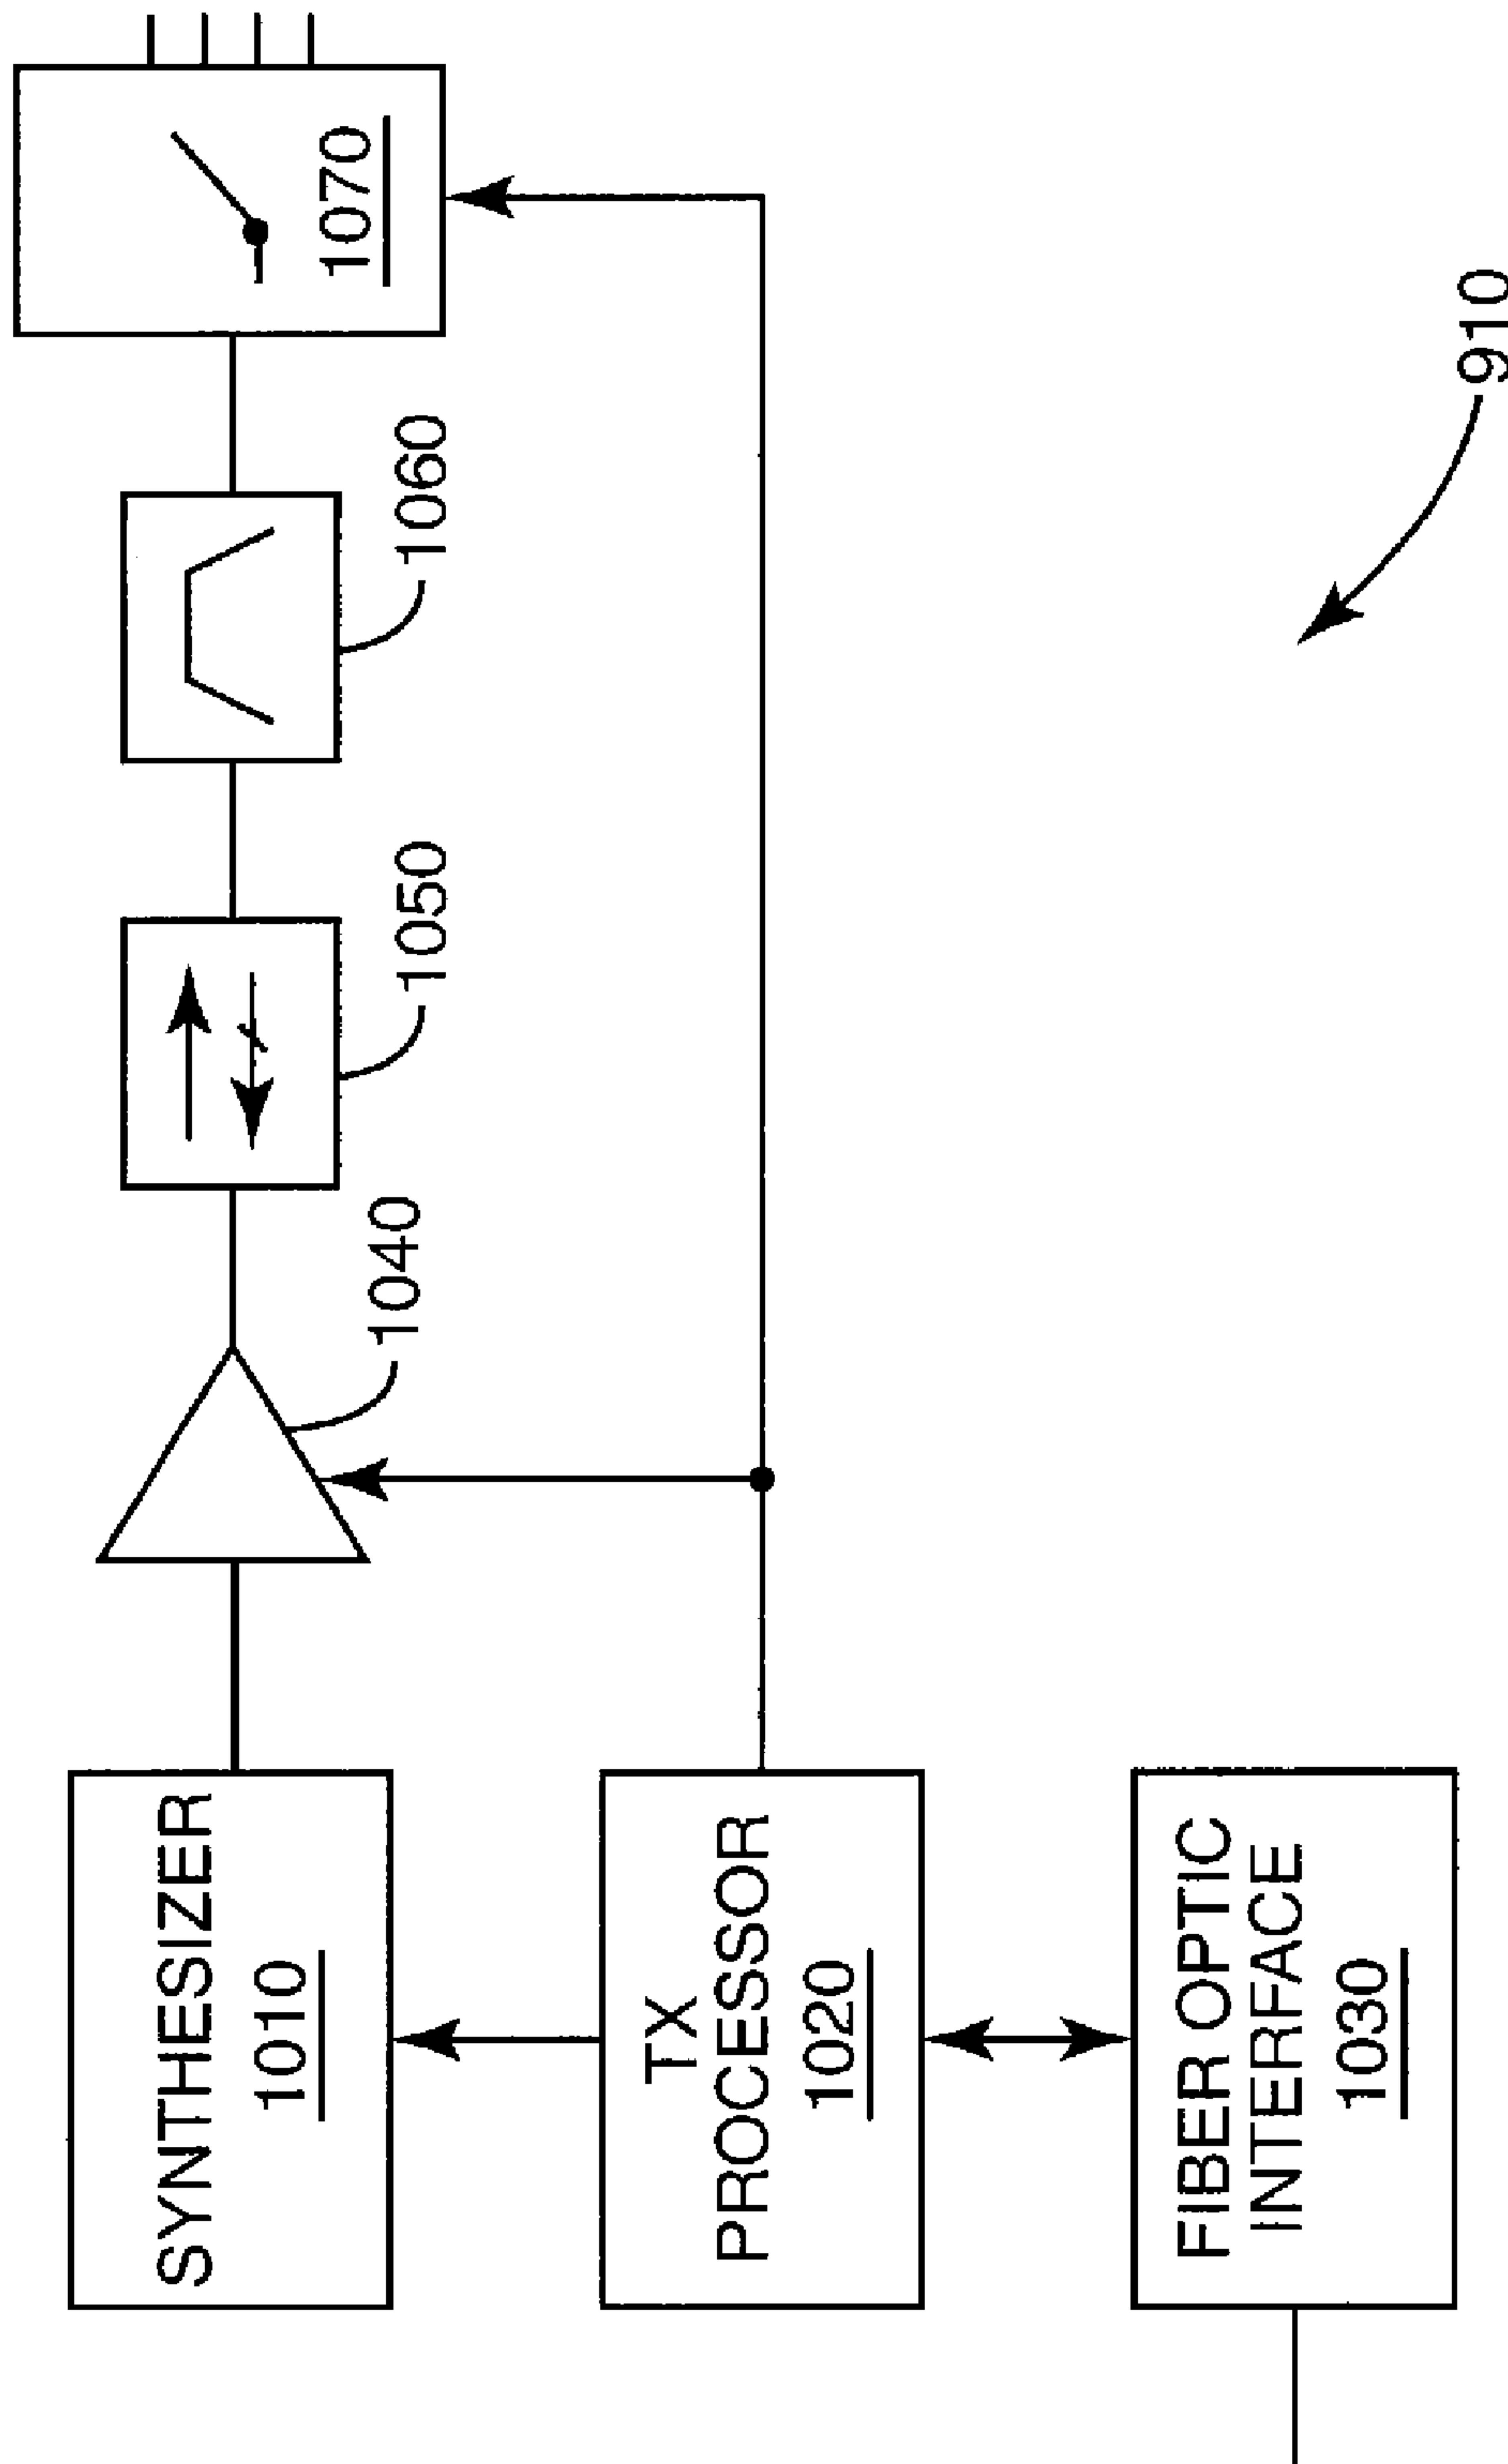 SYNTHESIZER
1010
1040
1050
1060
1070
TX
PROCESSOR
1020
FIBER OPTIC
INTERFACE
1030
910